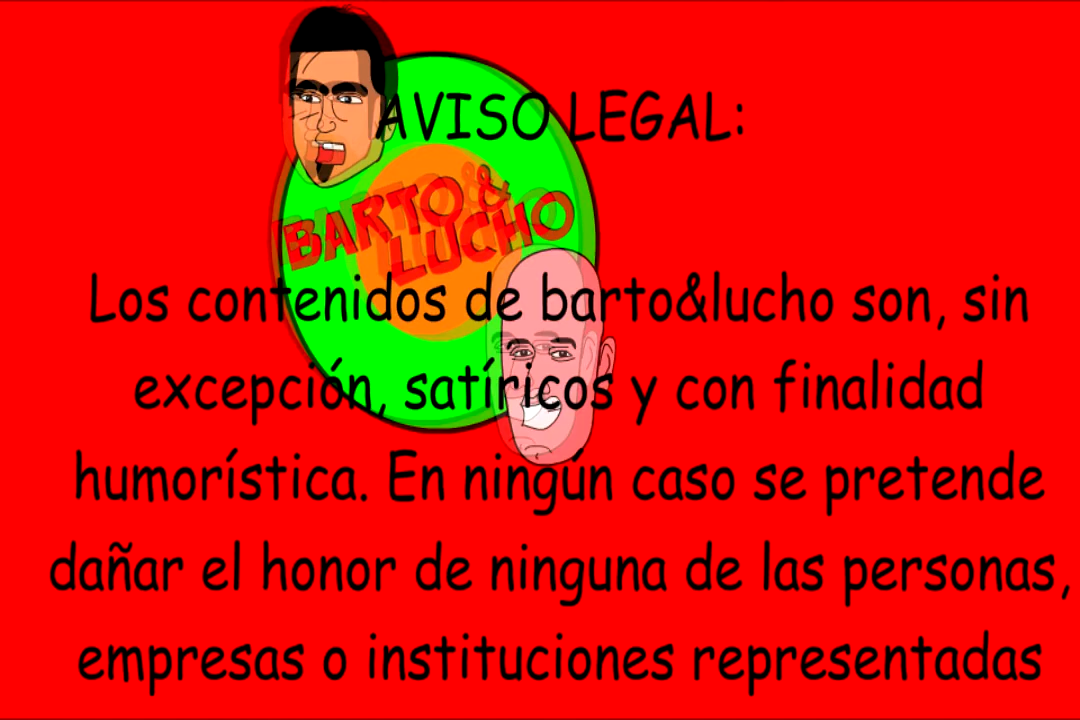 AVISO LEGAL:
BARTO&
LUCHO
Los contenidos de barto&lucho son, sin
excepción, satíricos y con finalidad
humorística. En ningún caso se pretende
dañar el honor de ninguna de las personas,
empresas o instituciones representadas